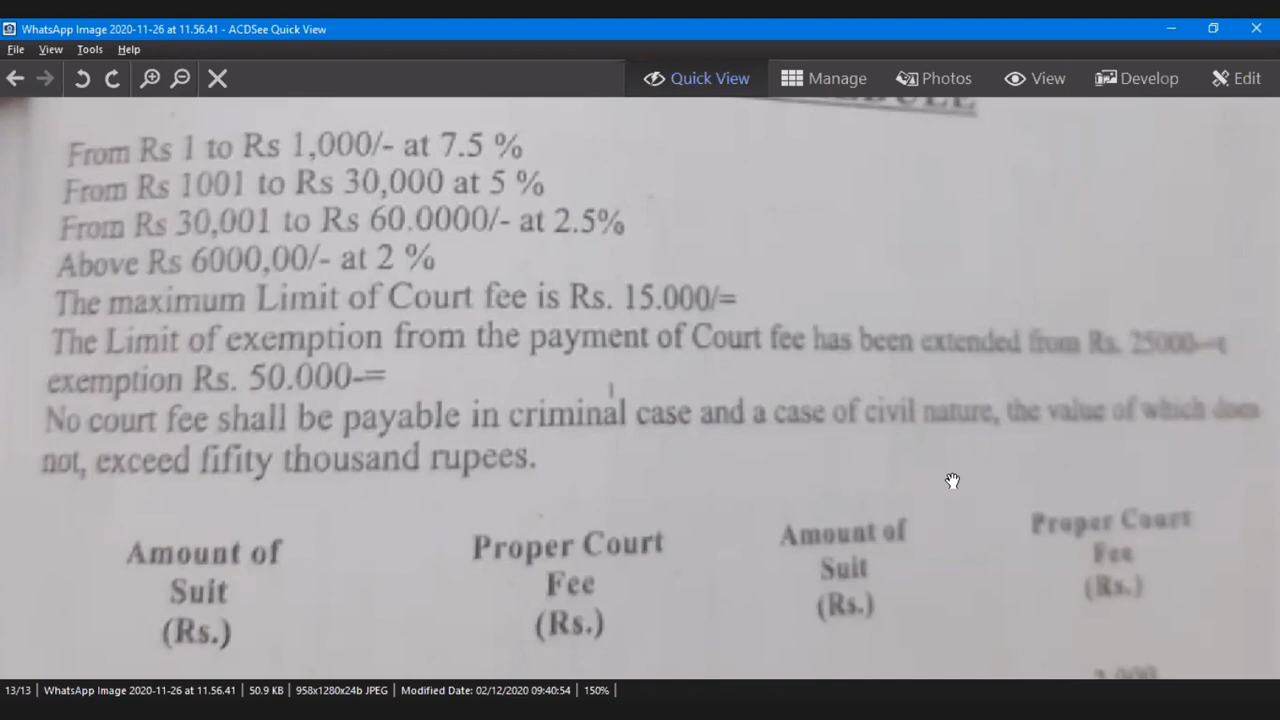 WhatsApp Image 2020-11-26 at 11.56.41 - ACDSee Quick View
File View Tools Help
Quick View Manage Photos View Develop Edit
From Rs 1 to Rs 1,000/- at 7.5 %
From Rs 1001 to Rs 30,000 at 5 %
From Rs 30,001 to Rs 60.0000/- at 2.5%
Above Rs 6000,00/- at 2 %
The maximum Limit of Court fee is Rs. 15.000/=
The Limit of exemption from the payment of Court fee has been extended from Rs. 25000-
exemption Rs. 50.000-=
No court fee shall be payable in criminal case and a case of civil nature, the value of which does
not, exceed fifity thousand rupees.
Amount of Proper Court Amount of Proper Court
Suit Fee Suit Fee
(Rs.) (Rs.) (Rs.) (Rs.)
13/13 WhatsApp Image 2020-11-26 at 11.56.41 50.9 KB 958x1280x24b JPEG Modified Date: 02/12/2020 09:40:54 150%